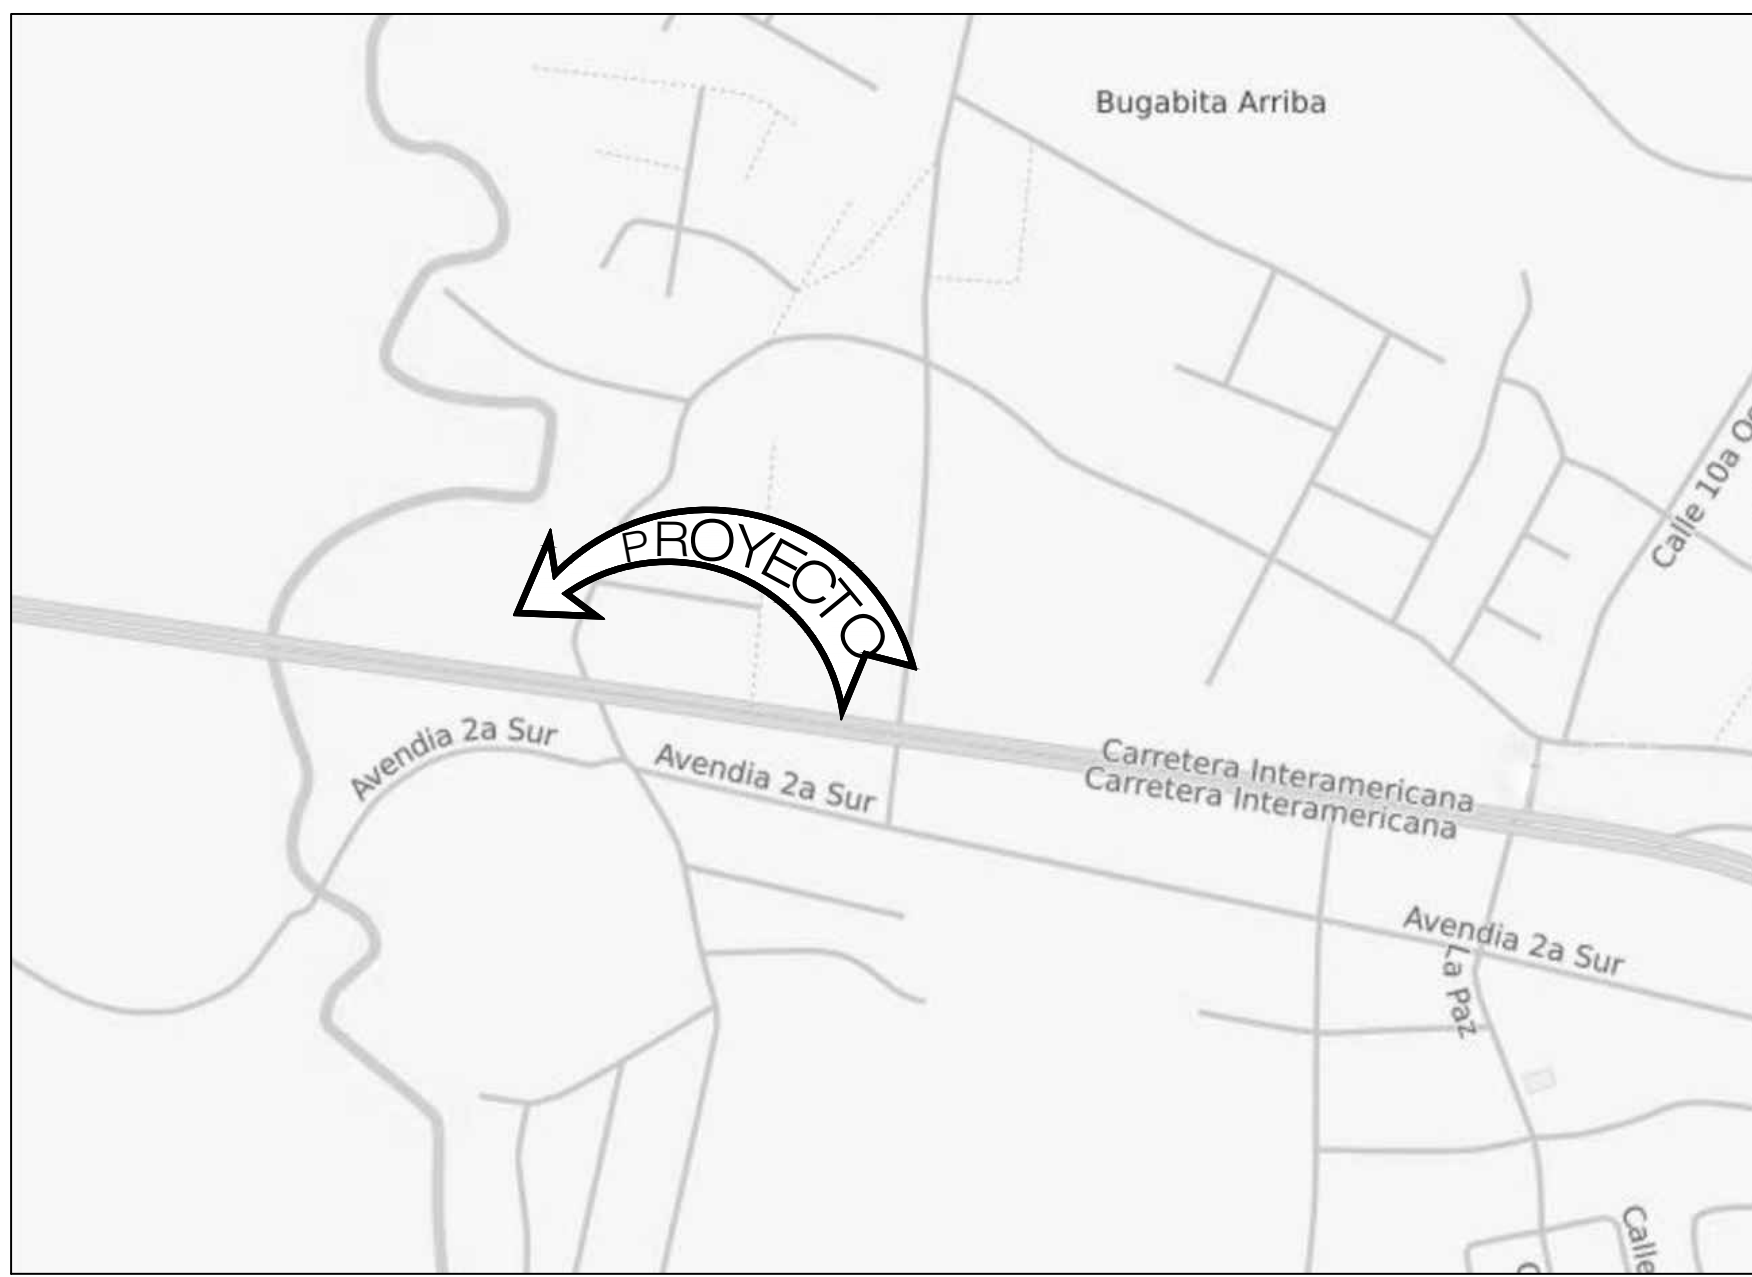 Bugabita Arriba
Calle 10a
PROYECTO
Avendia 2a Sur
Avendia 2a Sur
Carretera Interamericana
Carretera Interamericana
Avendia 2a Sur
La Paz
Calle